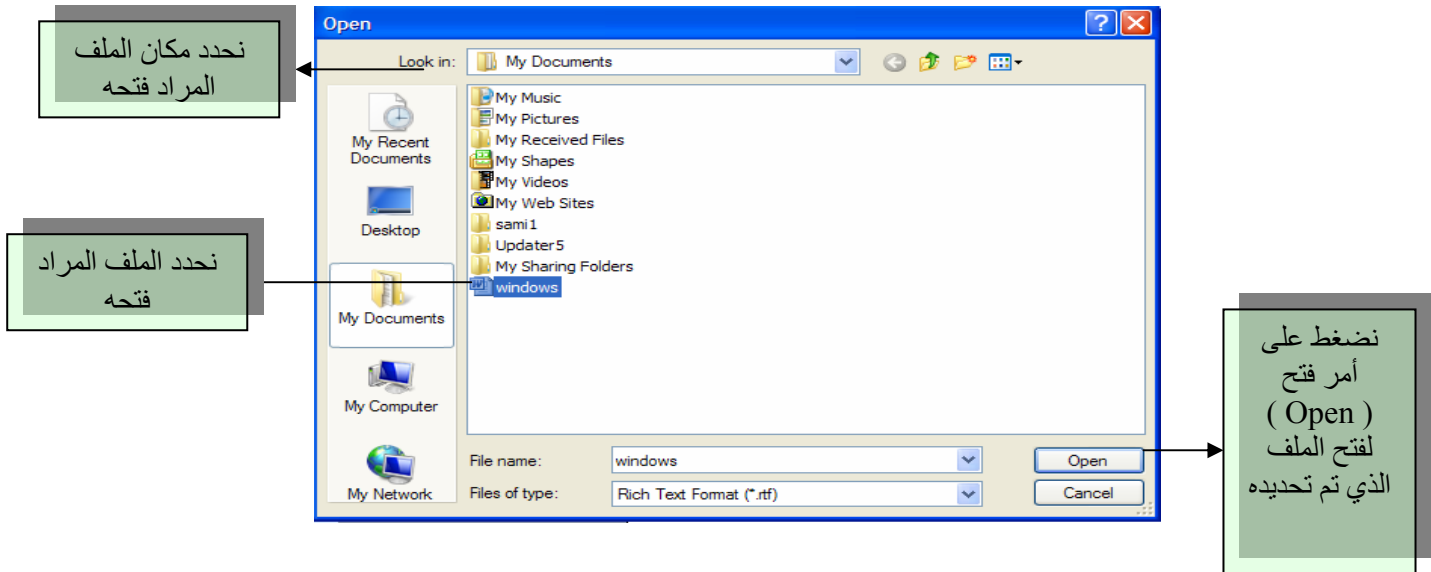 Open
نحدد مكان الملف
المراد فتحه
Look in:
My Documents
My Recent
Documents
Desktop
My Documents
My Computer
My Network
My Music
My Pictures
My Received Files
My Shapes
My Videos
My Web Sites
sami1
Updater5
My Sharing Folders
windows
نحدد الملف المراد
فتحه
File name:
windows
Open
Files of type:
Rich Text Format (*.rtf)
Cancel
نضغط على
أمر فتح
( Open )
لفتح الملف
الذي تم تحديده